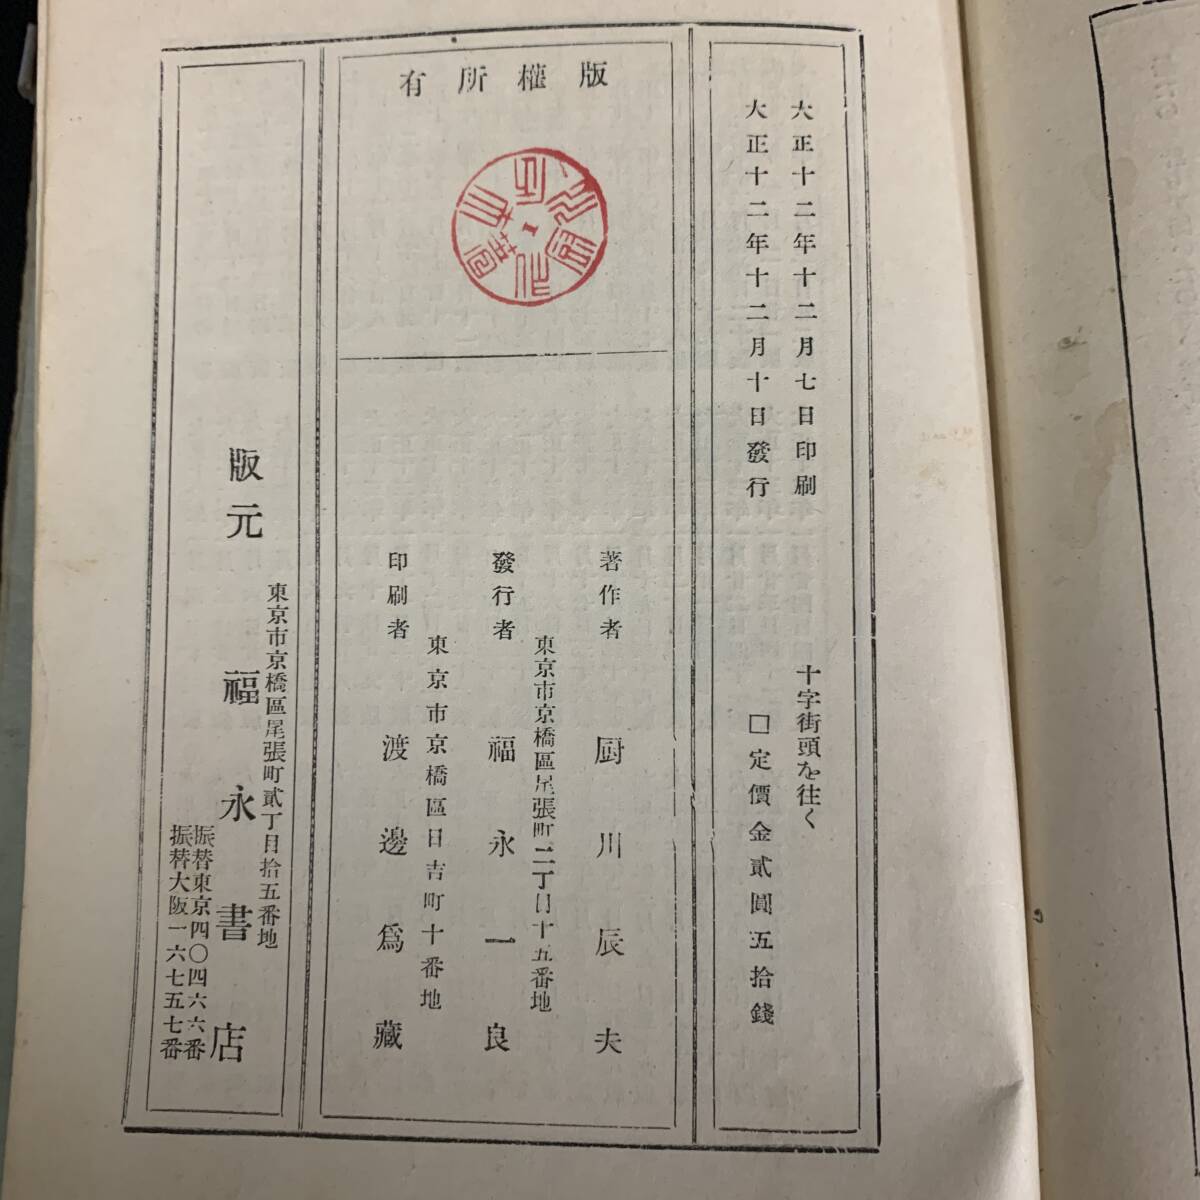 大正十二年十二月七日印刷
大正十二年十二月十日發行
十字街頭を往く
□定價金貳圓五拾錢
版權所有
著作者 厨川辰夫
東京市京橋區尾張町二丁目十五番地
發行者 福永一良
東京市京橋區日吉町十番地
印刷者 渡邊爲藏
東京市京橋區尾張町貳丁目拾五番地
版元 福永書店
振替東京四〇四六六番
振替大阪一六七五七番